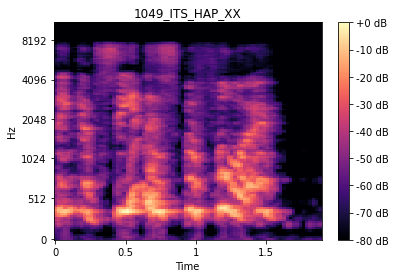 1049_ITS_HAP_XX
+0 dB
8192
-10 dB
4096
-20 dB
-30 dB
2048
-40 dB
Hz
1024
-50 dB
-60 dB
512
-70 dB
0
-80 dB
0
0.5
1
1.5
Time